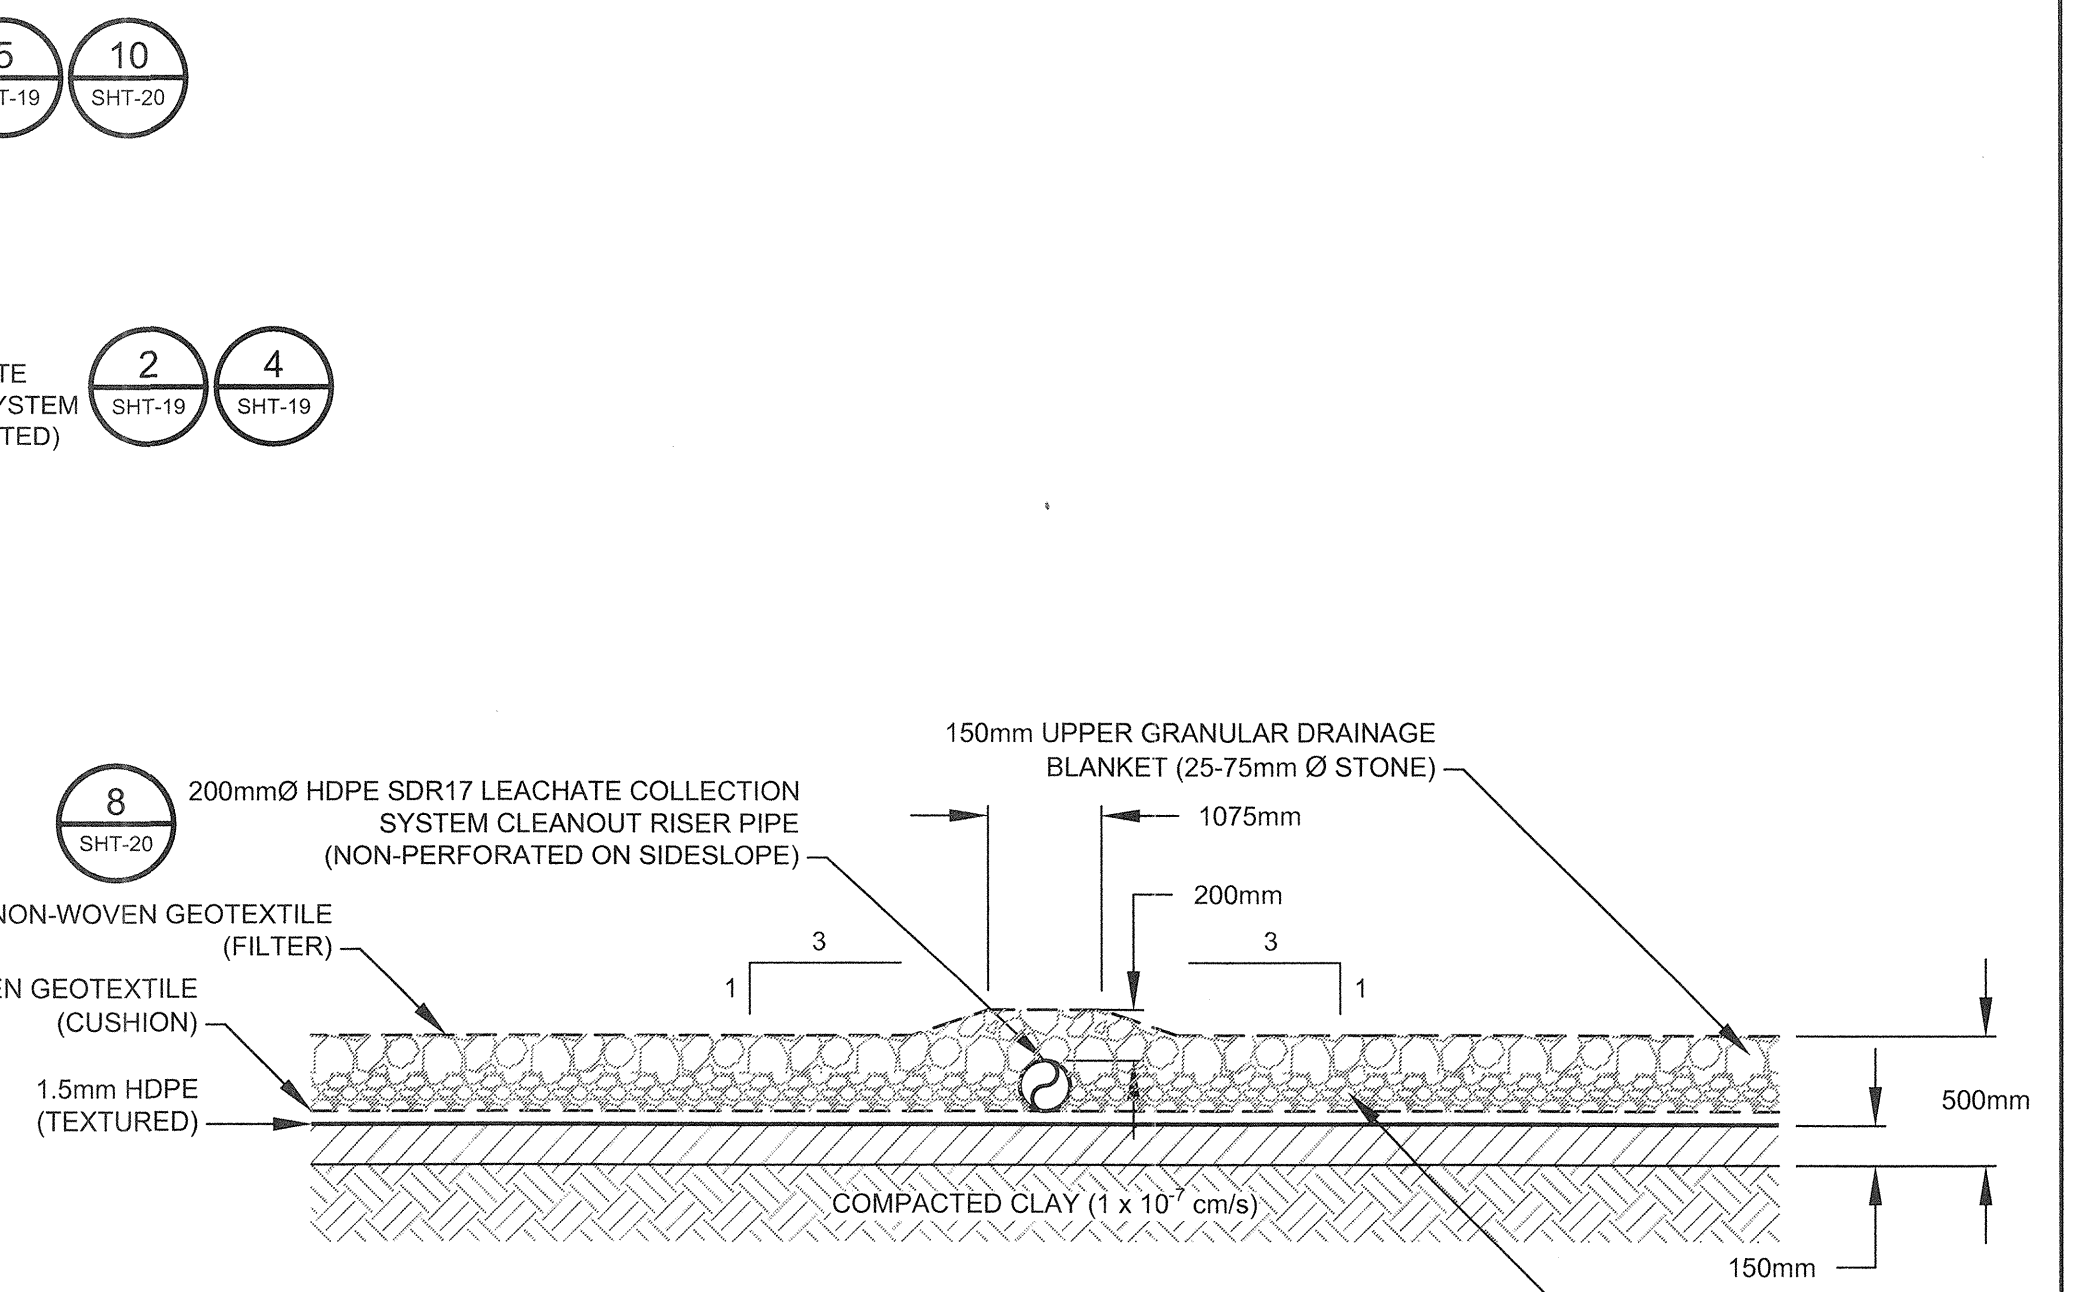 5
10
T-19
SHT-20
2
4
TE
SHT-19
SHT-19
YSTEM
TED)
150mm UPPER GRANULAR DRAINAGE
BLANKET (25-75mm Ø STONE)
8
SHT-20
200mmØ HDPE SDR17 LEACHATE COLLECTION
SYSTEM CLEANOUT RISER PIPE
(NON-PERFORATED ON SIDESLOPE)
1075mm
200mm
NON-WOVEN GEOTEXTILE
(FILTER)
3
1
3
1
EN GEOTEXTILE
(CUSHION)
1.5mm HDPE
(TEXTURED)
500mm
COMPACTED CLAY (1 x 10⁻⁷ cm/s)
150mm